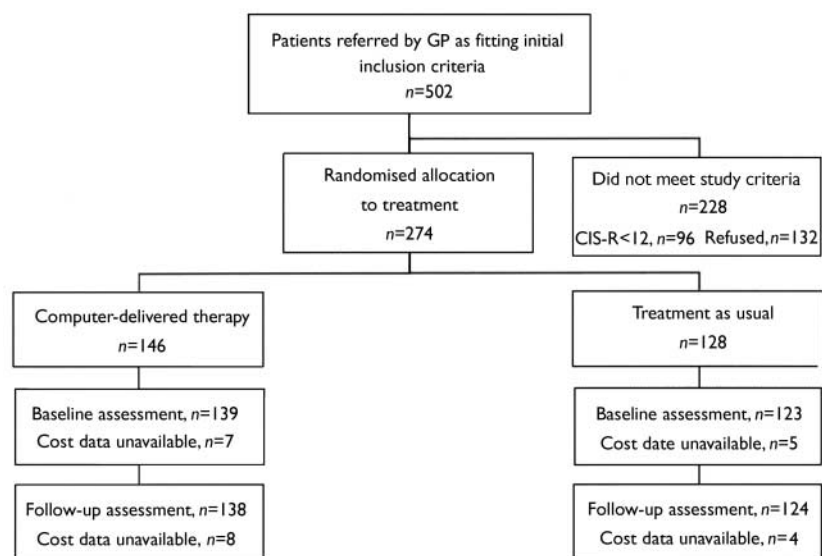 Patients referred by GP as fitting initial
inclusion criteria
n=502
Randomised allocation
to treatment
n=274
Did not meet study criteria
n=228
CIS-R<12, n=96 Refused, n=132
Computer-delivered therapy
n=146
Treatment as usual
n=128
Baseline assessment, n=139
Cost data unavailable, n=7
Baseline assessment, n=123
Cost date unavailable, n=5
Follow-up assessment, n=138
Cost data unavailable, n=8
Follow-up assessment, n=124
Cost data unavailable, n=4